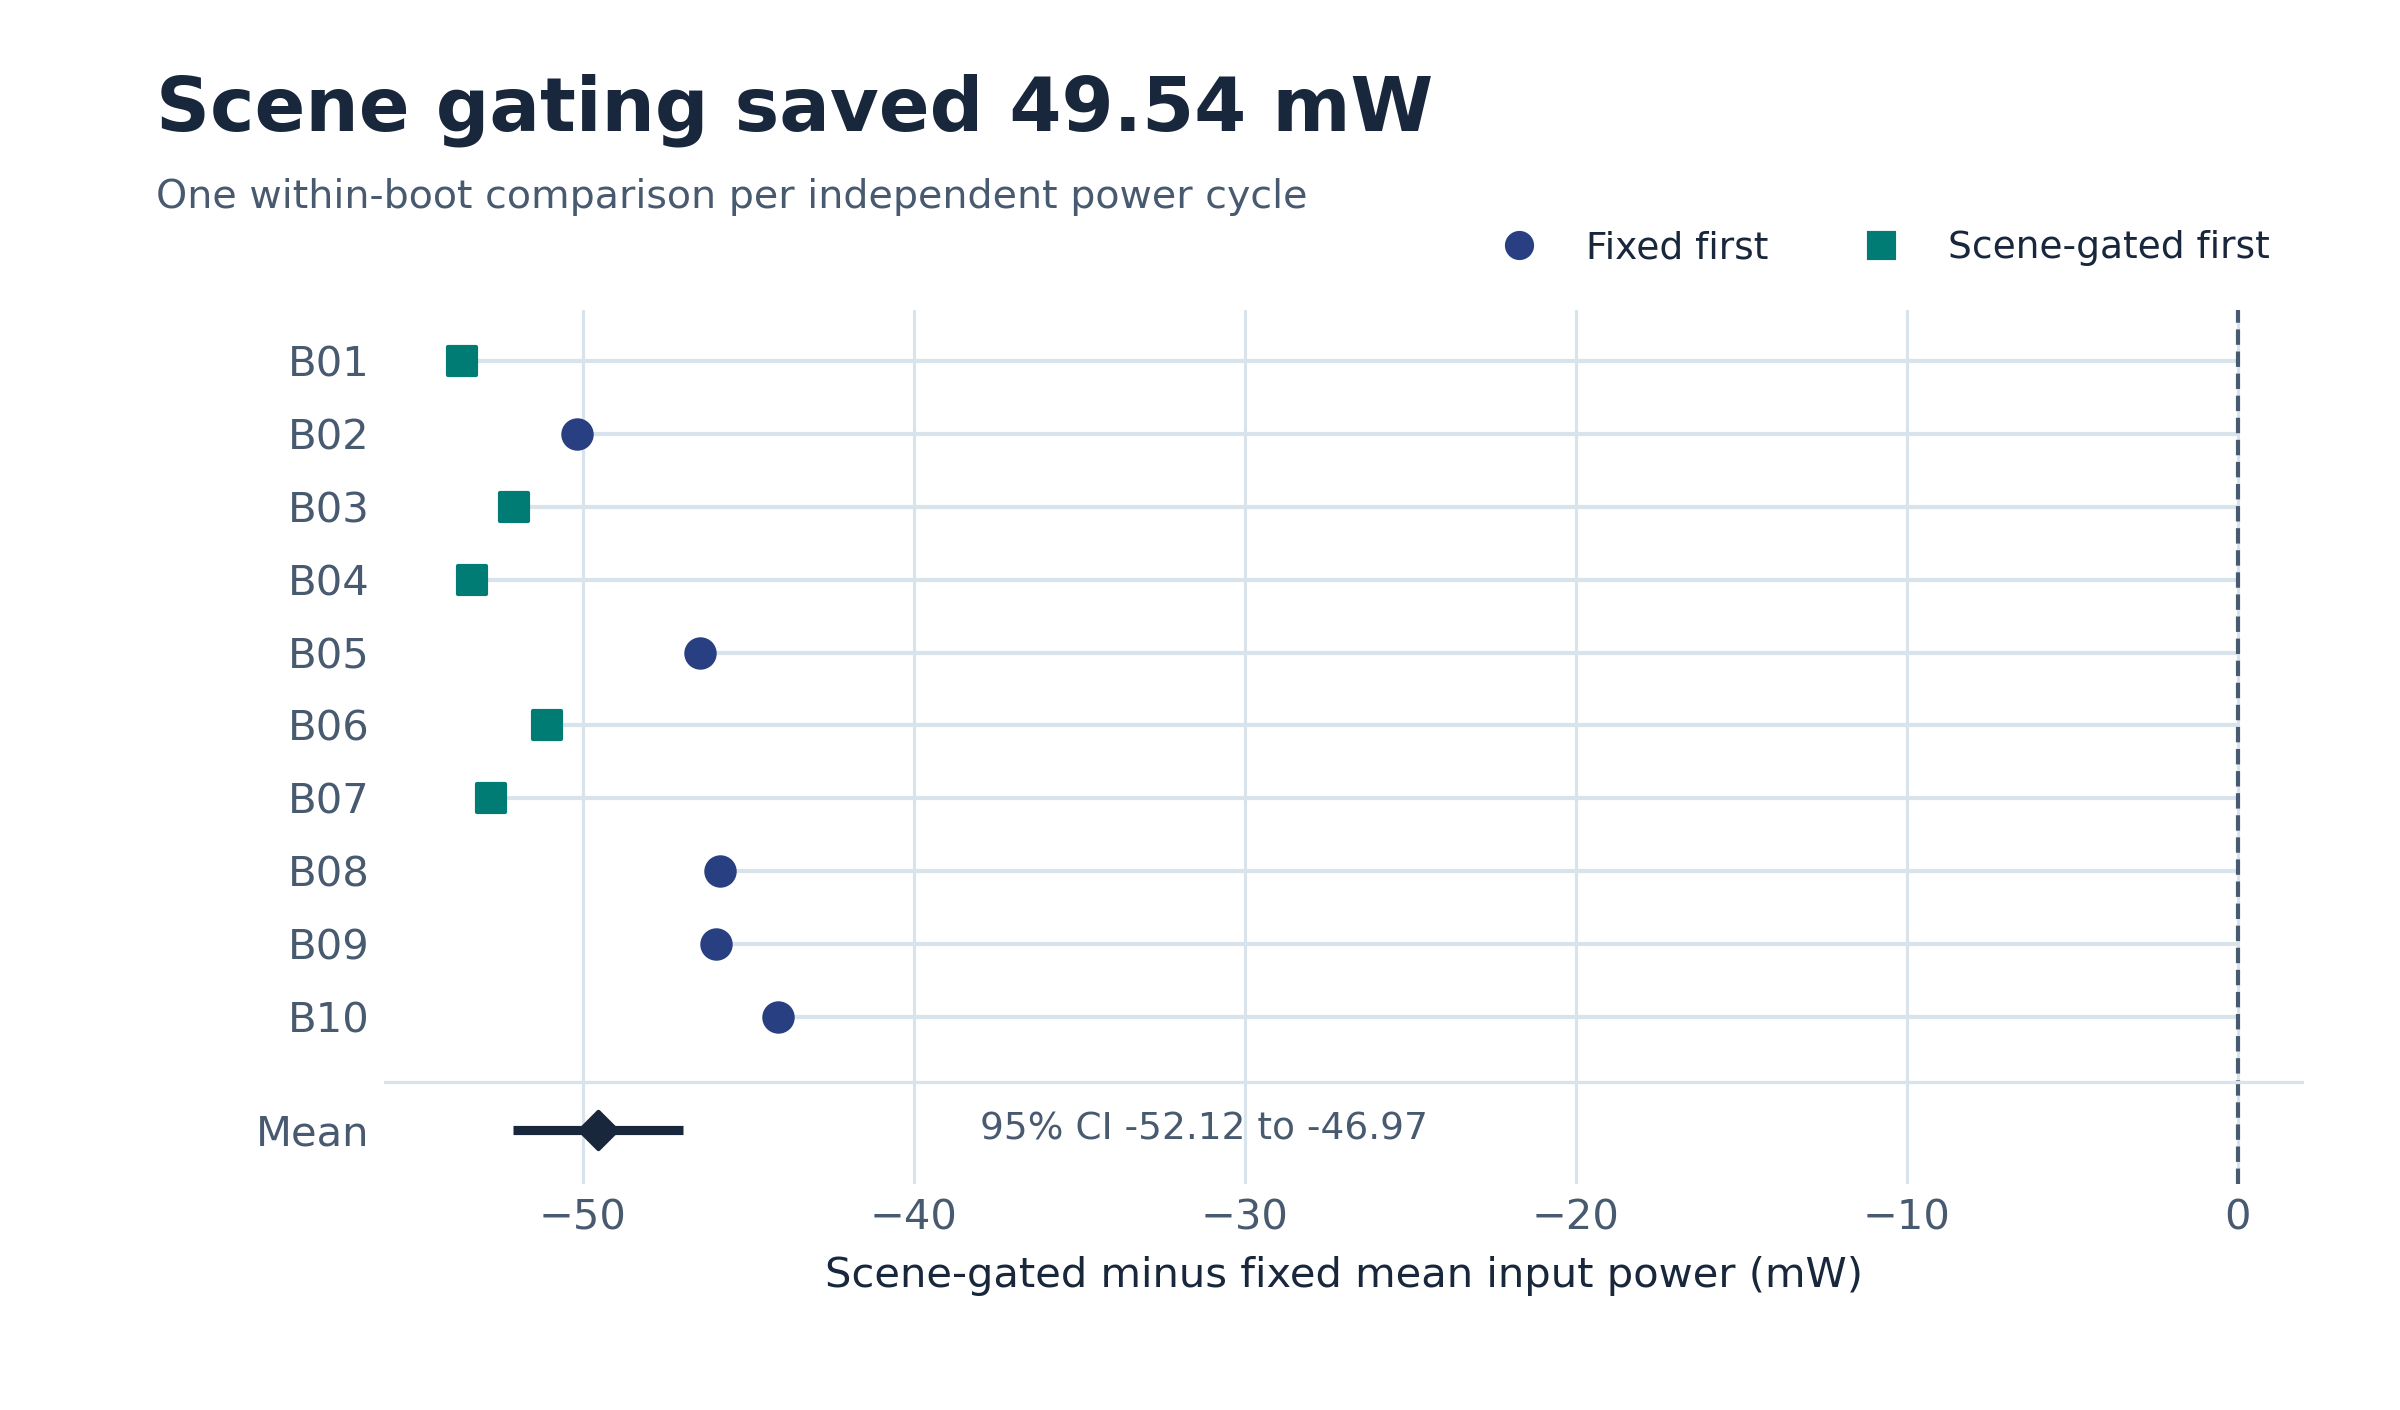 Scene gating saved 49.54 mW
One within-boot comparison per independent power cycle
Fixed first
Scene-gated first
B01
B02
B03
B04
B05
B06
B07
B08
B09
B10
Mean
95% CI -52.12 to -46.97
−50 −40 −30 −20 −10 0
Scene-gated minus fixed mean input power (mW)